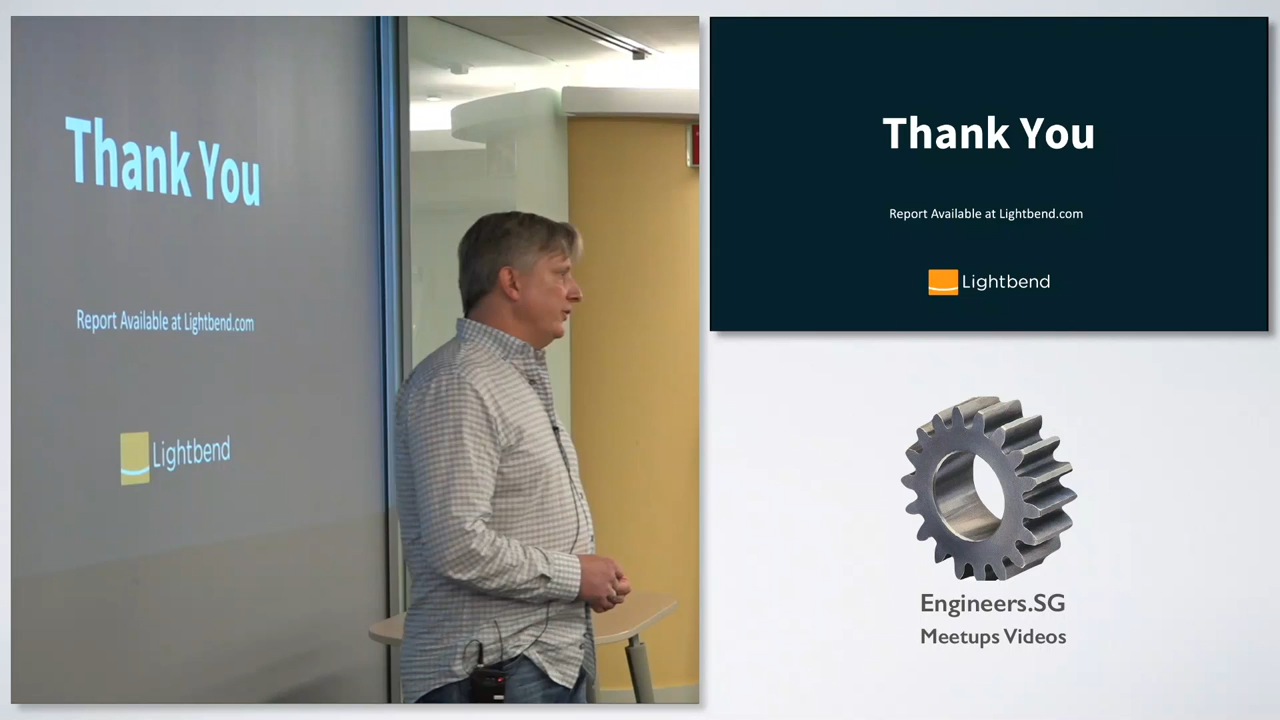 Thank You
Report Available at Lightbend.com
Lightbend
Thank You
Report Available at Lightbend.com
Lightbend
Engineers.SG
Meetups Videos